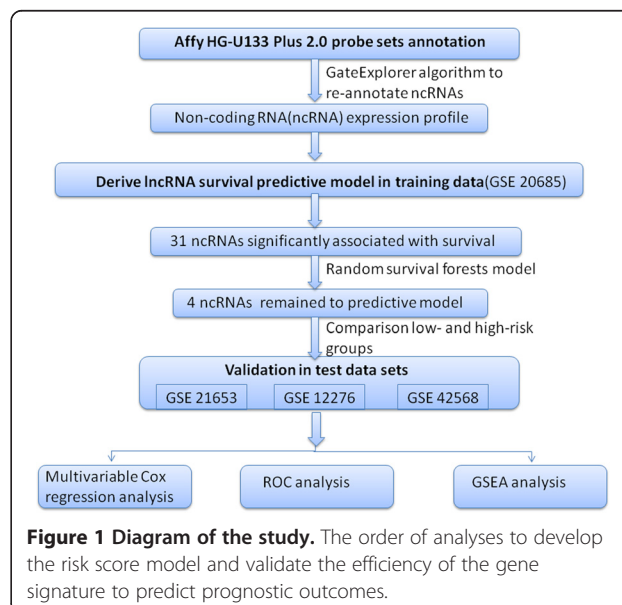 Affy HG-U133 Plus 2.0 probe sets annotation
GateExplorer algorithm to
re-annotate ncRNAs
Non-coding RNA(ncRNA) expression profile
Derive lncRNA survival predictive model in training data(GSE 20685)
31 ncRNAs significantly associated with survival
Random survival forests model
4 ncRNAs remained to predictive model
Comparison low- and high-risk
groups
Validation in test data sets
GSE 21653 GSE 12276 GSE 42568
Multivariable Cox
regression analysis
ROC analysis
GSEA analysis
Figure 1 Diagram of the study. The order of analyses to develop
the risk score model and validate the efficiency of the gene
signature to predict prognostic outcomes.